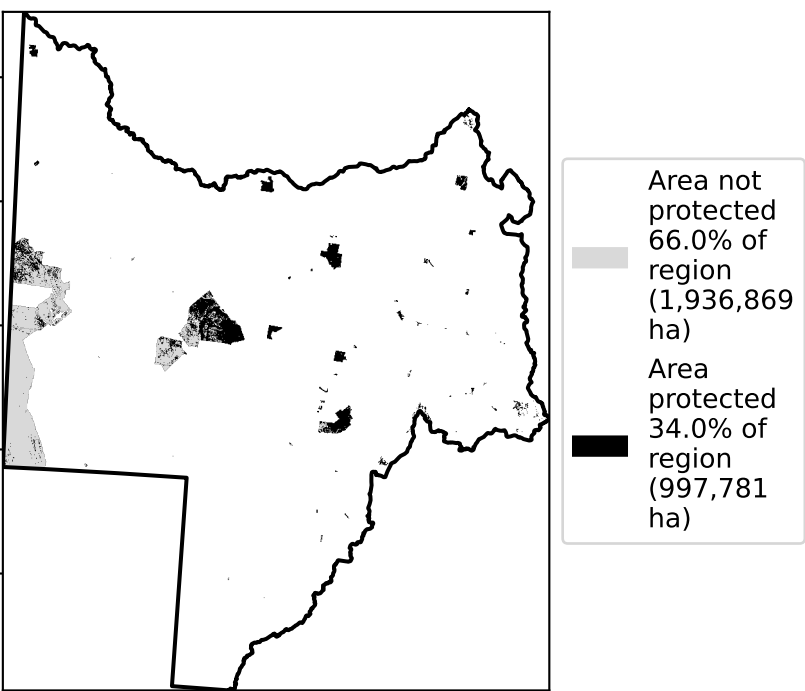 Area not
protected
66.0% of
region
(1,936,869
ha)
Area
protected
34.0% of
region
(997,781
ha)